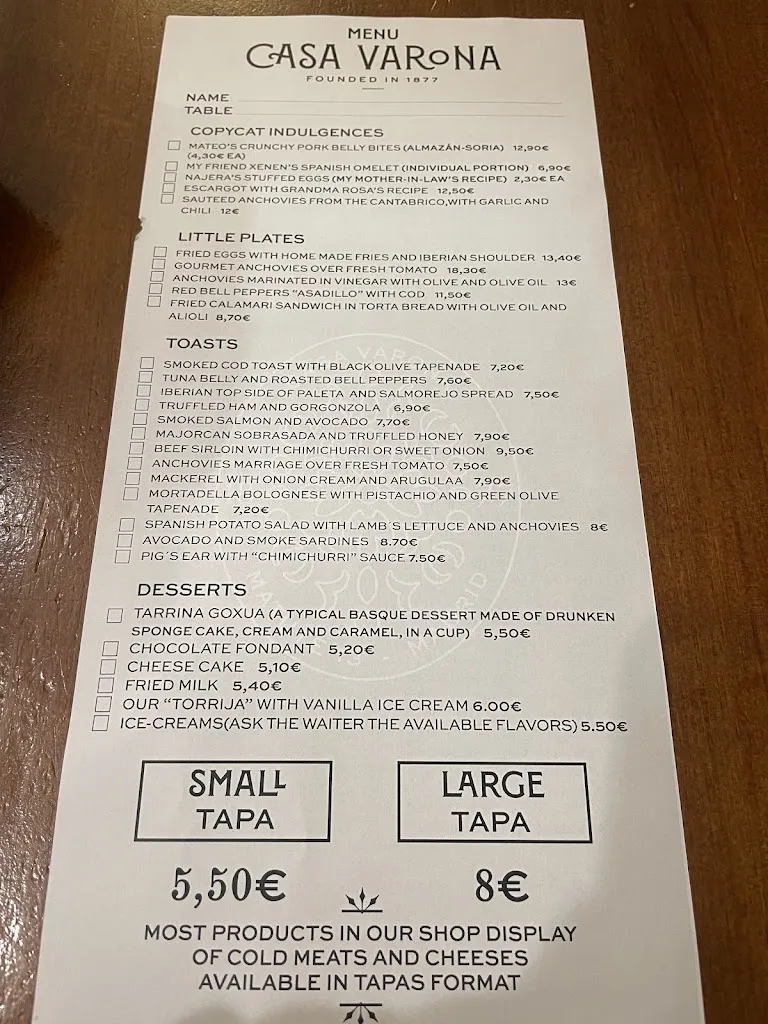 MENU
CASA VARONA
FOUNDED IN 1877
NAME
TABLE
COPYCAT INDULGENCES
MATEO'S CRUNCHY PORK BELLY BITES (ALMAZÁN-SORIA) 12,90€
(4,30€ EA)
MY FRIEND XENEN'S SPANISH OMELET (INDIVIDUAL PORTION) 6,90€
NAJERA'S STUFFED EGGS (MY MOTHER-IN-LAW'S RECIPE) 2,30€ EA
ESCARGOT WITH GRANDMA ROSA'S RECIPE 12,50€
SAUTEED ANCHOVIES FROM THE CANTABRICO,WITH GARLIC AND
CHILI 12€
LITTLE PLATES
FRIED EGGS WITH HOME MADE FRIES AND IBERIAN SHOULDER 13,40€
GOURMET ANCHOVIES OVER FRESH TOMATO 18,30€
ANCHOVIES MARINATED IN VINEGAR WITH OLIVE AND OLIVE OIL 13€
RED BELL PEPPERS "ASADILLO" WITH COD 11,50€
FRIED CALAMARI SANDWICH IN TORTA BREAD WITH OLIVE OIL AND
ALIOLI 8,70€
TOASTS
SMOKED COD TOAST WITH BLACK OLIVE TAPENADE 7,20€
TUNA BELLY AND ROASTED BELL PEPPERS 7,60€
IBERIAN TOP SIDE OF PALETA AND SALMOREJO SPREAD 7,50€
TRUFFLED HAM AND GORGONZOLA 6,90€
SMOKED SALMON AND AVOCADO 7,70€
MAJORCAN SOBRASADA AND TRUFFLED HONEY 7,90€
BEEF SIRLOIN WITH CHIMICHURRI OR SWEET ONION 9,50€
ANCHOVIES MARRIAGE OVER FRESH TOMATO 7,50€
MACKEREL WITH ONION CREAM AND ARUGULAA 7,90€
MORTADELLA BOLOGNESE WITH PISTACHIO AND GREEN OLIVE
TAPENADE 7,20€
SPANISH POTATO SALAD WITH LAMB´S LETTUCE AND ANCHOVIES 8€
AVOCADO AND SMOKE SARDINES 8.70€
PIG´S EAR WITH "CHIMICHURRI" SAUCE 7.50€
DESSERTS
TARRINA GOXUA (A TYPICAL BASQUE DESSERT MADE OF DRUNKEN
SPONGE CAKE, CREAM AND CARAMEL, IN A CUP) 5,50€
CHOCOLATE FONDANT 5,20€
CHEESE CAKE 5,10€
FRIED MILK 5,40€
OUR "TORRIJA" WITH VANILLA ICE CREAM 6.00€
ICE-CREAMS(ASK THE WAITER THE AVAILABLE FLAVORS) 5.50€
SMALL
TAPA
5,50€
LARGE
TAPA
8€
MOST PRODUCTS IN OUR SHOP DISPLAY
OF COLD MEATS AND CHEESES
AVAILABLE IN TAPAS FORMAT